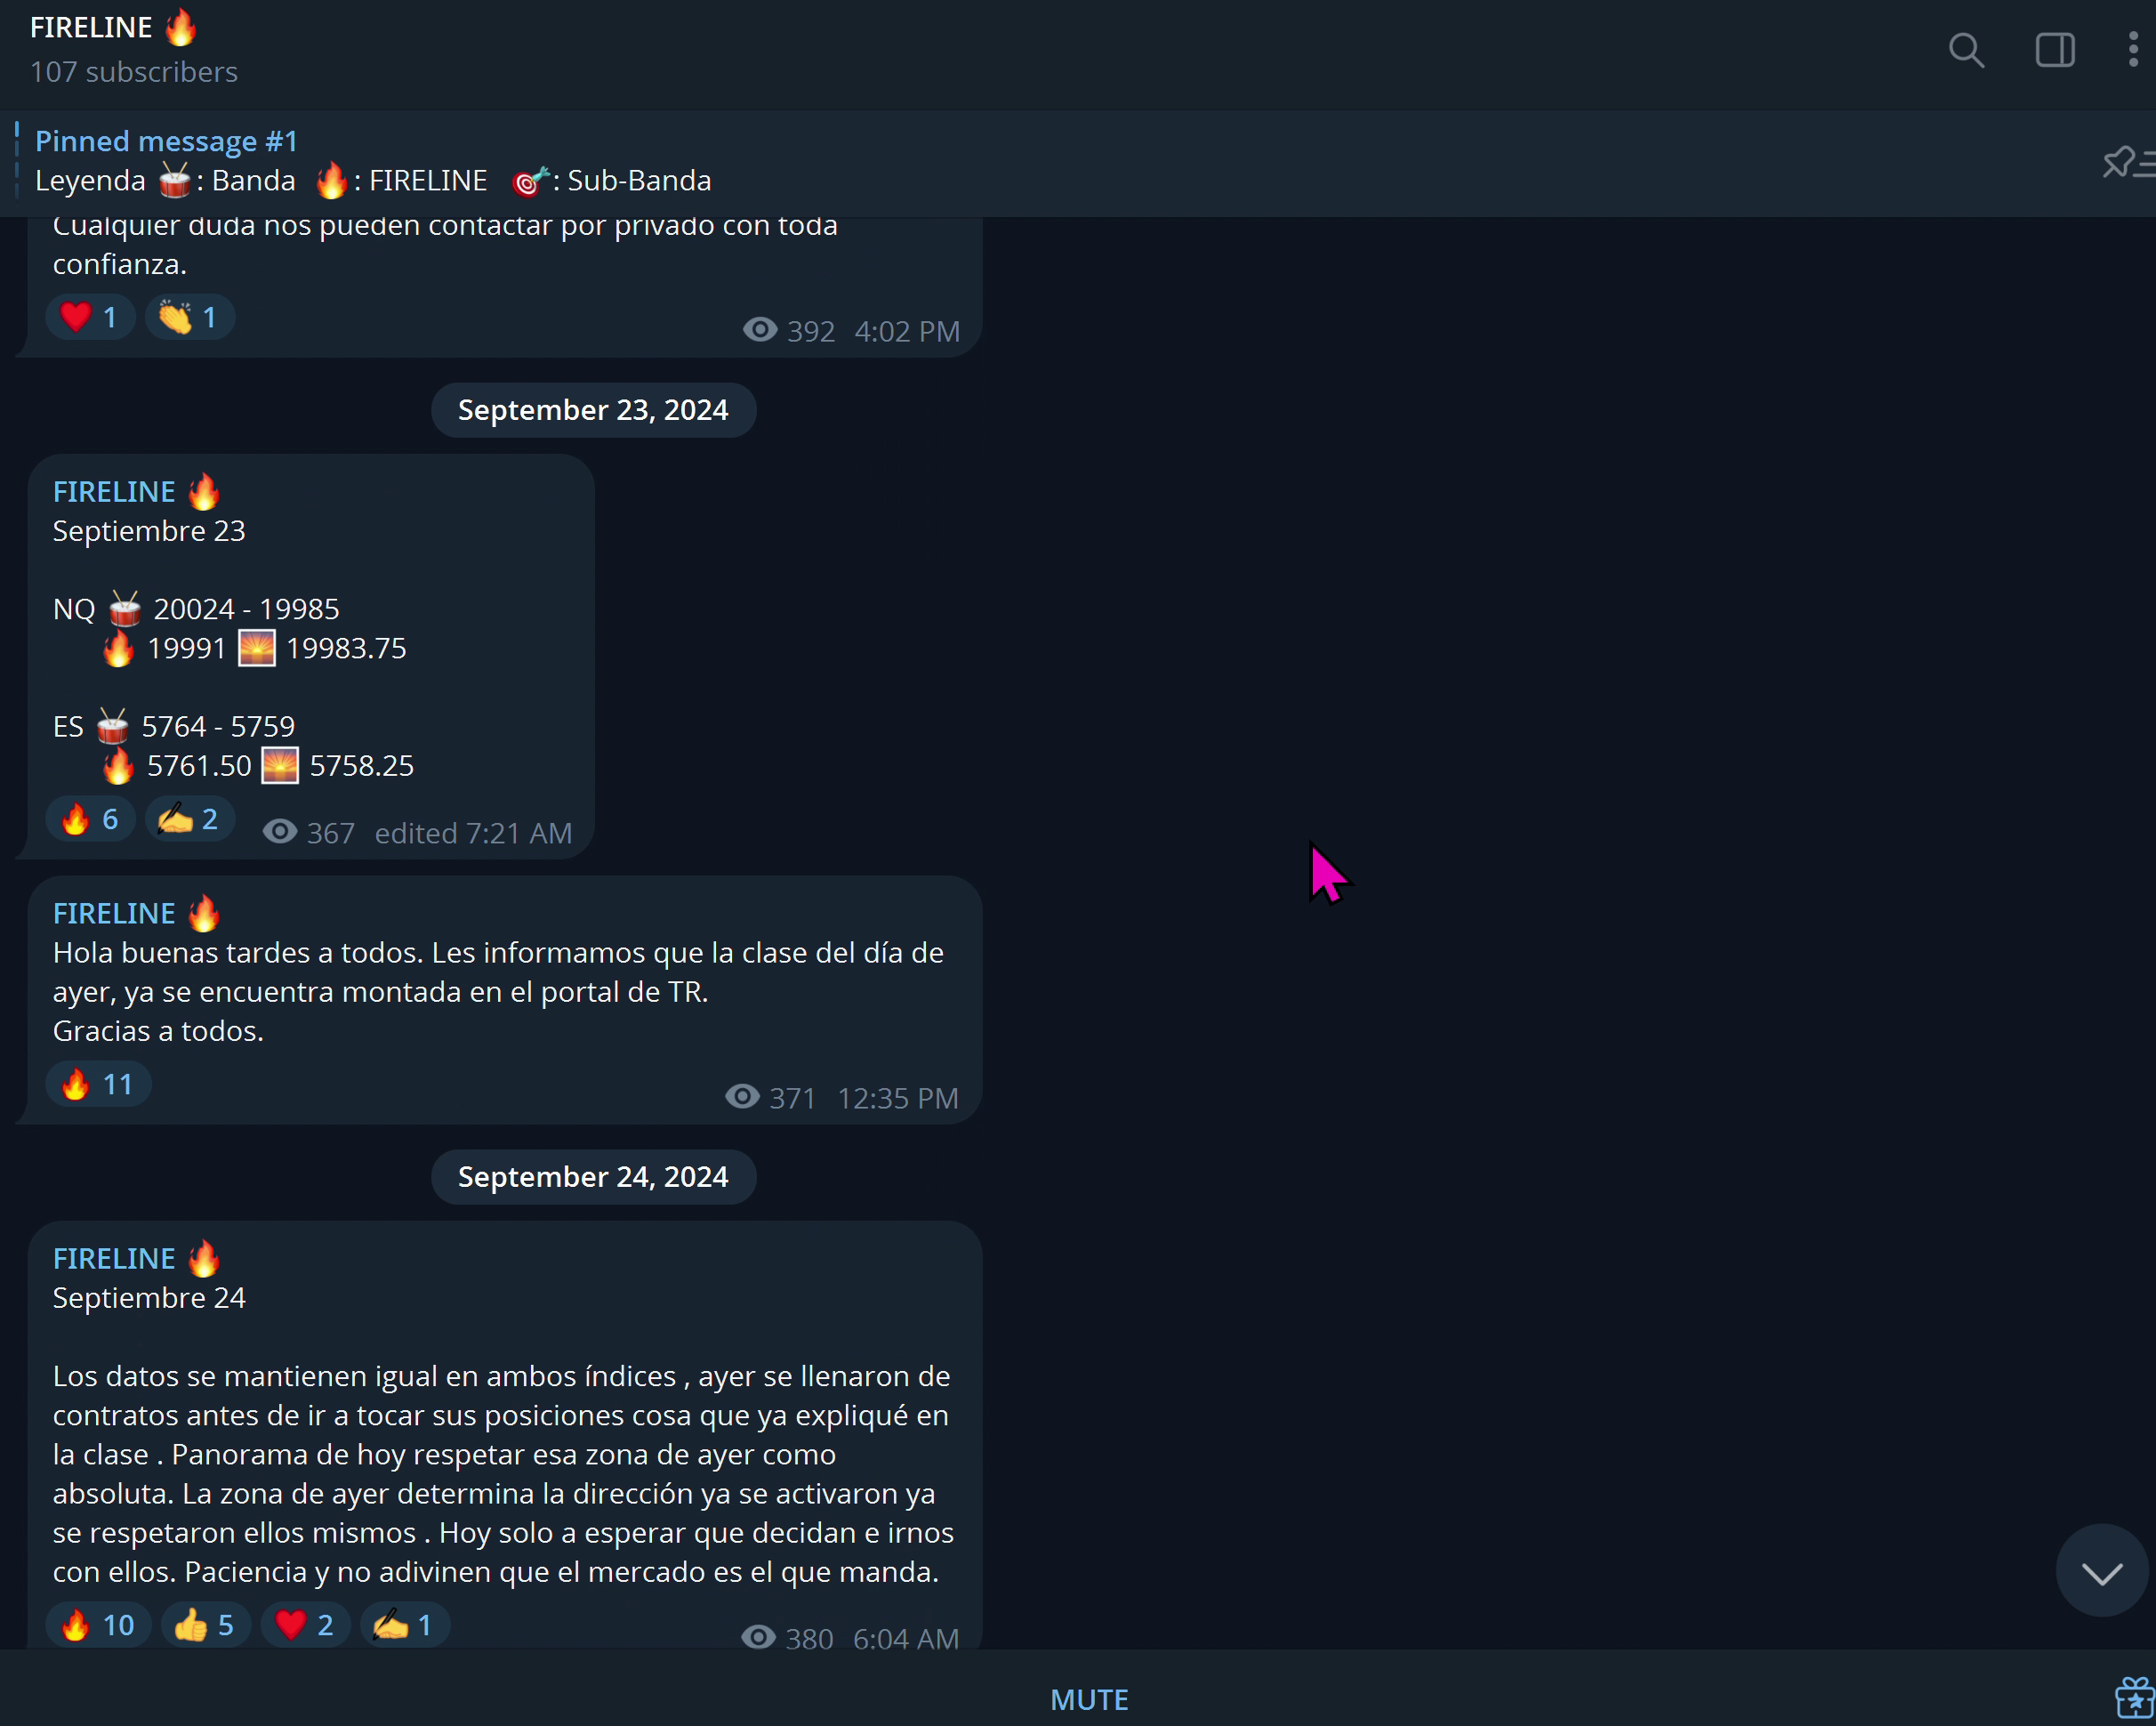 FIRELINE 🔥
107 subscribers
Pinned message #1
Leyenda 🥁: Banda 🔥: FIRELINE 🎯: Sub-Banda
Cualquier duda nos pueden contactar por privado con toda
confianza.
❤️ 1 👏 1 392 4:02 PM
September 23, 2024
FIRELINE 🔥
Septiembre 23
NQ 🥁 20024 - 19985
🔥 19991 🌅 19983.75
ES 🥁 5764 - 5759
🔥 5761.50 🌅 5758.25
🔥 6 ✍️ 2 367 edited 7:21 AM
FIRELINE 🔥
Hola buenas tardes a todos. Les informamos que la clase del día de
ayer, ya se encuentra montada en el portal de TR.
Gracias a todos.
🔥 11 371 12:35 PM
September 24, 2024
FIRELINE 🔥
Septiembre 24
Los datos se mantienen igual en ambos índices , ayer se llenaron de
contratos antes de ir a tocar sus posiciones cosa que ya expliqué en
la clase . Panorama de hoy respetar esa zona de ayer como
absoluta. La zona de ayer determina la dirección ya se activaron ya
se respetaron ellos mismos . Hoy solo a esperar que decidan e irnos
con ellos. Paciencia y no adivinen que el mercado es el que manda.
🔥 10 👍 5 ❤️ 2 ✍️ 1 380 6:04 AM
MUTE